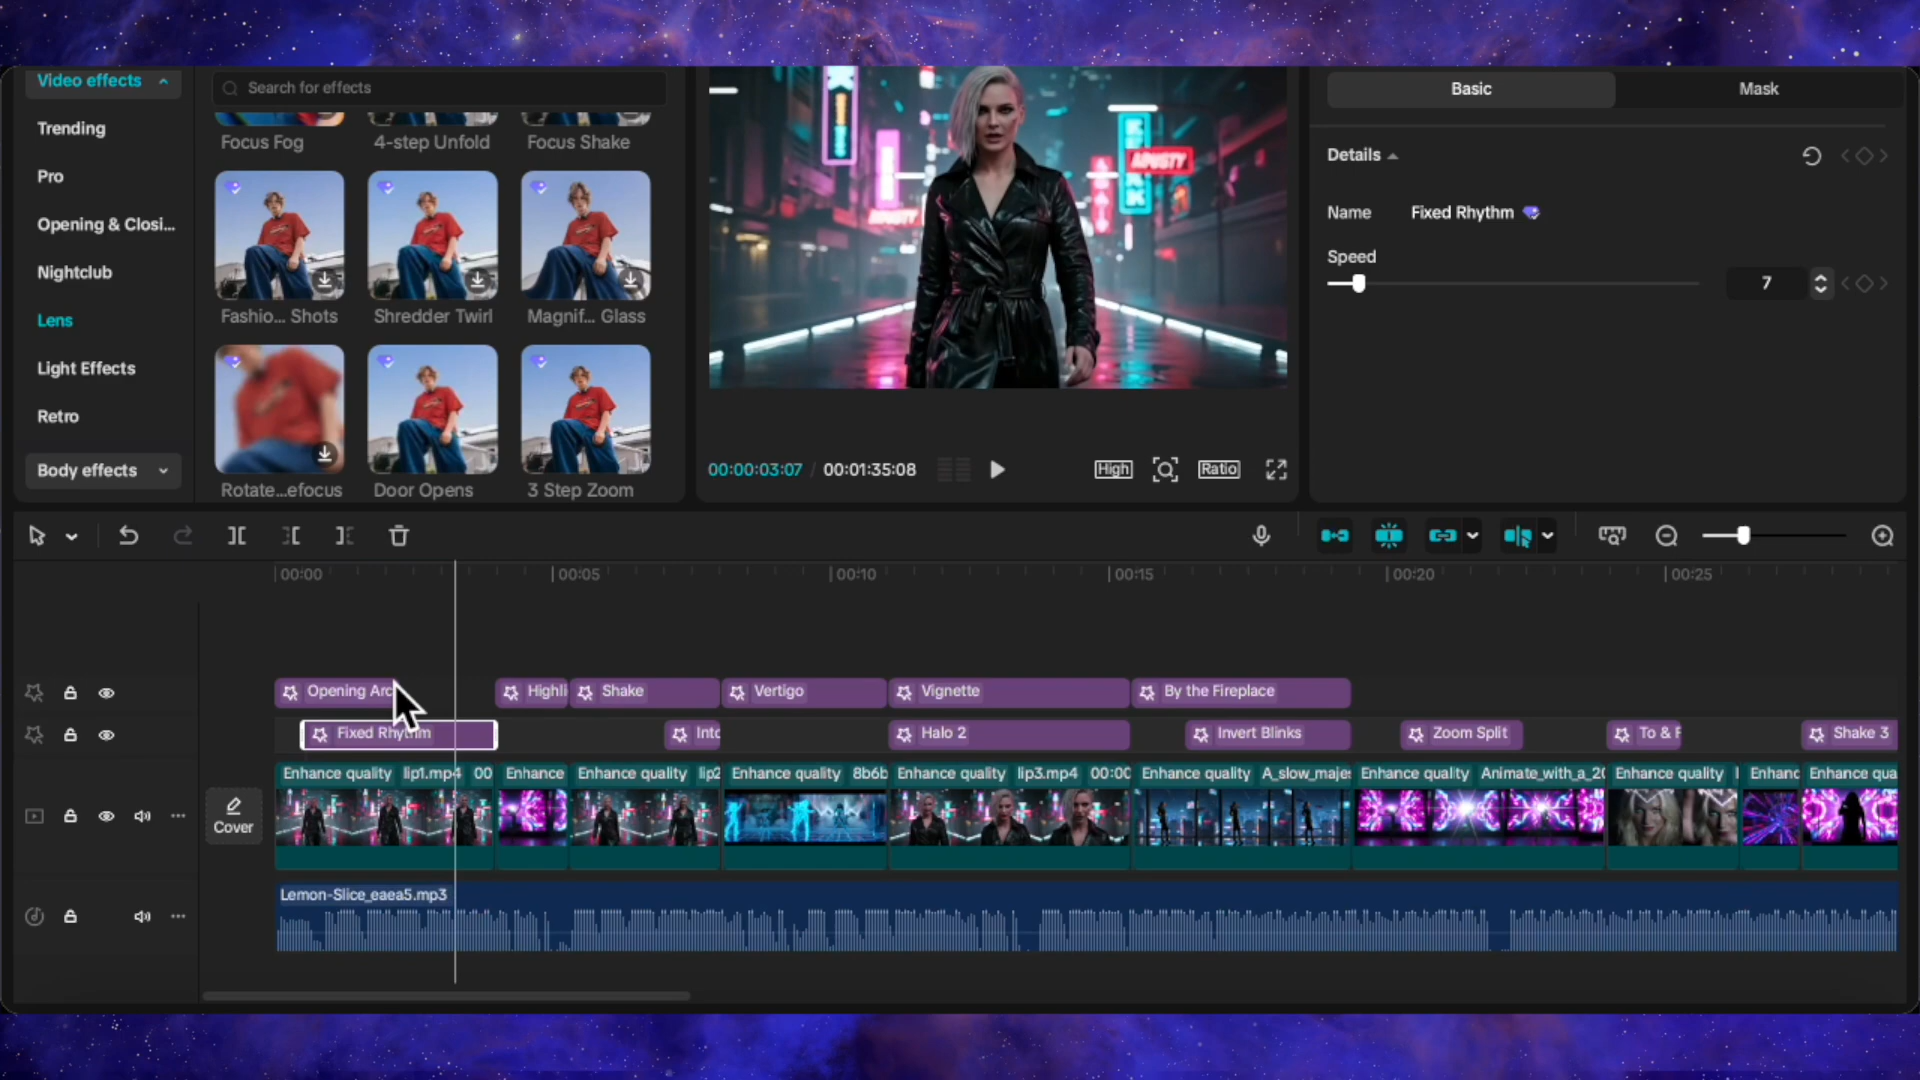 Video effects
Search for effects
Basic
Mask
Trending
Focus Fog
4-step Unfold
Focus Shake
Details
Pro
Name
Fixed Rhythm
Opening & Closi...
Speed
Nightclub
7
Lens
Fashio... Shots
Shredder Twirl
Magnif... Glass
Light Effects
Retro
Body effects
Rotate...efocus
Door Opens
3 Step Zoom
00:00:03:07 / 00:01:35:08
High
Ratio
00:00
00:05
00:10
00:15
00:20
00:25
Opening Arc
Highli
Shake
Vertigo
Vignette
By the Fireplace
Fixed Rhythm
Intc
Halo 2
Invert Blinks
Zoom Split
To & F
Shake 3
Enhance quality lip1.mp4 00
Enhance
Enhance quality lip2
Enhance quality 8b6b
Enhance quality lip3.mp4 00:00
Enhance quality A_slow_maje
Enhance quality Animate_with_a_20
Enhance quality
Enhanc
Enhance qua
Cover
Lemon-Slice_eaea5.mp3
ADUSTY